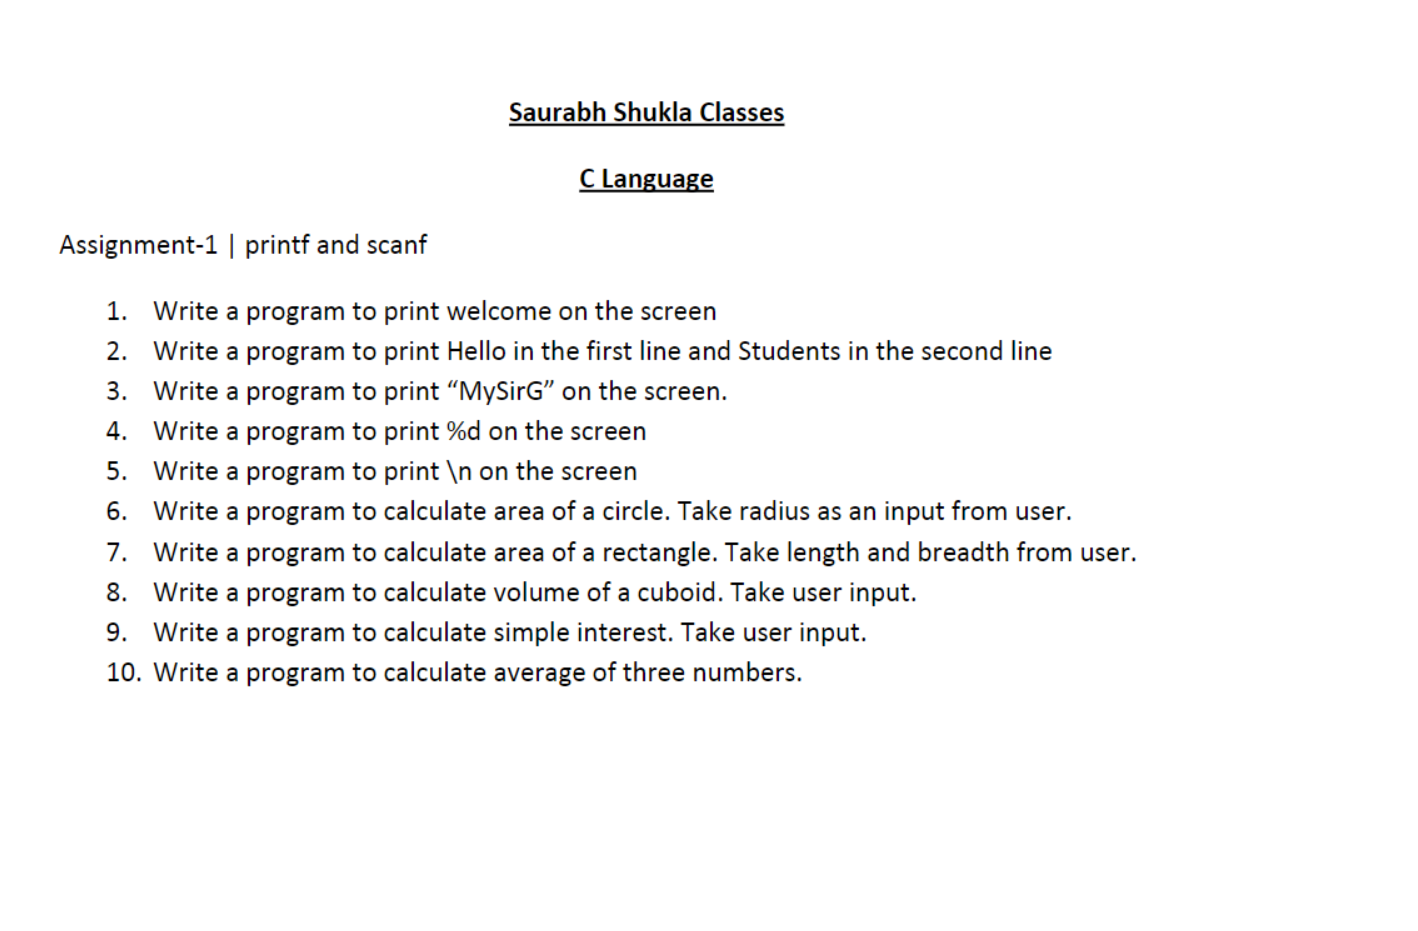 Saurabh Shukla Classes
C Language
Assignment-1 | printf and scanf
1. Write a program to print welcome on the screen
2. Write a program to print Hello in the first line and Students in the second line
3. Write a program to print “MySirG” on the screen.
4. Write a program to print %d on the screen
5. Write a program to print \n on the screen
6. Write a program to calculate area of a circle. Take radius as an input from user.
7. Write a program to calculate area of a rectangle. Take length and breadth from user.
8. Write a program to calculate volume of a cuboid. Take user input.
9. Write a program to calculate simple interest. Take user input.
10. Write a program to calculate average of three numbers.